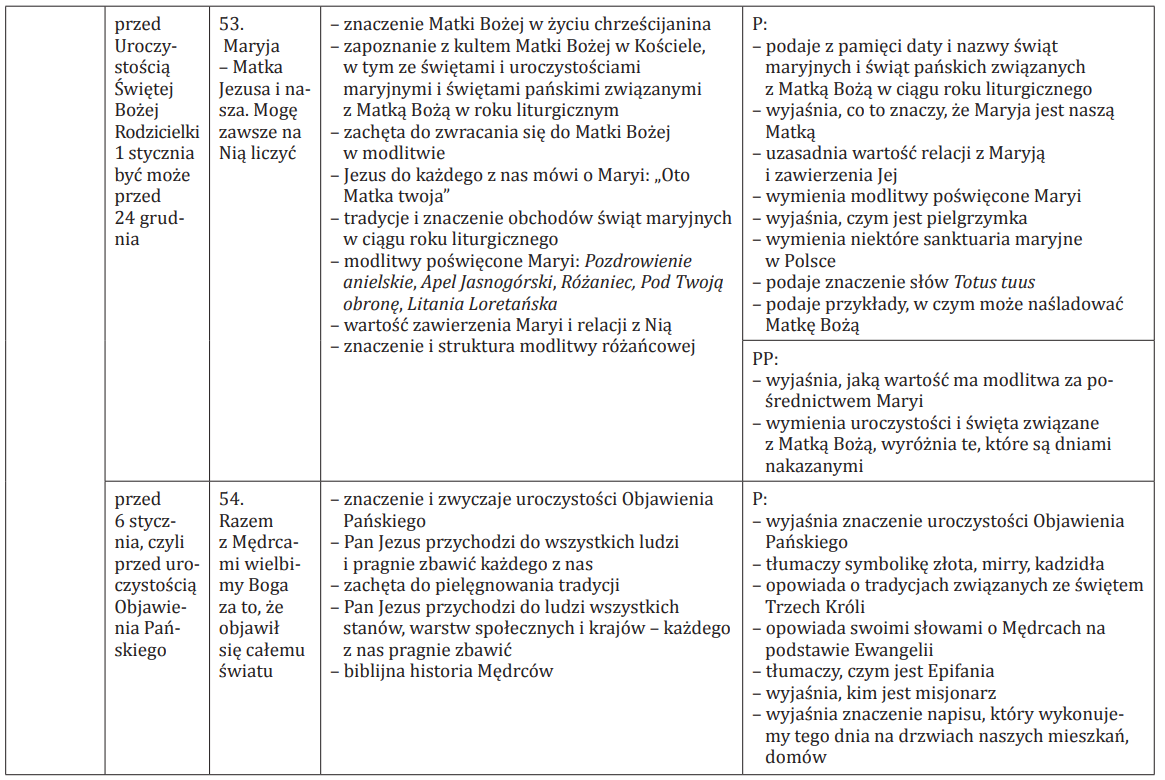 przed
Uroczy-
stością
Świętej
Bożej
Rodzicielki
1 stycznia
być może
przed
24 grud-
nia
53.
Maryja
– Matka
Jezusa i na-
sza. Mogę
zawsze na
Nią liczyć
– znaczenie Matki Bożej w życiu chrześcijanina
– zapoznanie z kultem Matki Bożej w Kościele,
w tym ze świętami i uroczystościami
maryjnymi i świętami pańskimi związanymi
z Matką Bożą w roku liturgicznym
– zachęta do zwracania się do Matki Bożej
w modlitwie
– Jezus do każdego z nas mówi o Maryi: „Oto
Matka twoja”
– tradycje i znaczenie obchodów świąt maryjnych
w ciągu roku liturgicznego
– modlitwy poświęcone Maryi: Pozdrowienie
anielskie, Apel Jasnogórski, Różaniec, Pod Twoją
obronę, Litania Loretańska
– wartość zawierzenia Maryi i relacji z Nią
– znaczenie i struktura modlitwy różańcowej
P:
– podaje z pamięci daty i nazwy świąt
maryjnych i świąt pańskich związanych
z Matką Bożą w ciągu roku liturgicznego
– wyjaśnia, co to znaczy, że Maryja jest naszą
Matką
– uzasadnia wartość relacji z Maryją
i zawierzenia Jej
– wymienia modlitwy poświęcone Maryi
– wyjaśnia, czym jest pielgrzymka
– wymienia niektóre sanktuaria maryjne
w Polsce
– podaje znaczenie słów Totus tuus
– podaje przykłady, w czym może naśladować
Matkę Bożą
PP:
– wyjaśnia, jaką wartość ma modlitwa za po-
średnictwem Maryi
– wymienia uroczystości i święta związane
z Matką Bożą, wyróżnia te, które są dniami
nakazanymi
przed
6 stycz-
nia, czyli
przed uro-
czystością
Objawie-
nia Pań-
skiego
54.
Razem
z Mędrca-
mi wielbi-
my Boga
za to, że
objawił
się całemu
światu
– znaczenie i zwyczaje uroczystości Objawienia
Pańskiego
– Pan Jezus przychodzi do wszystkich ludzi
i pragnie zbawić każdego z nas
– zachęta do pielęgnowania tradycji
– Pan Jezus przychodzi do ludzi wszystkich
stanów, warstw społecznych i krajów – każdego
z nas pragnie zbawić
– biblijna historia Mędrców
P:
– wyjaśnia znaczenie uroczystości Objawienia
Pańskiego
– tłumaczy symbolikę złota, mirry, kadzidła
– opowiada o tradycjach związanych ze świętem
Trzech Króli
– opowiada swoimi słowami o Mędrcach na
podstawie Ewangelii
– tłumaczy, czym jest Epifania
– wyjaśnia, kim jest misjonarz
– wyjaśnia znaczenie napisu, który wykonuje-
my tego dnia na drzwiach naszych mieszkań,
domów